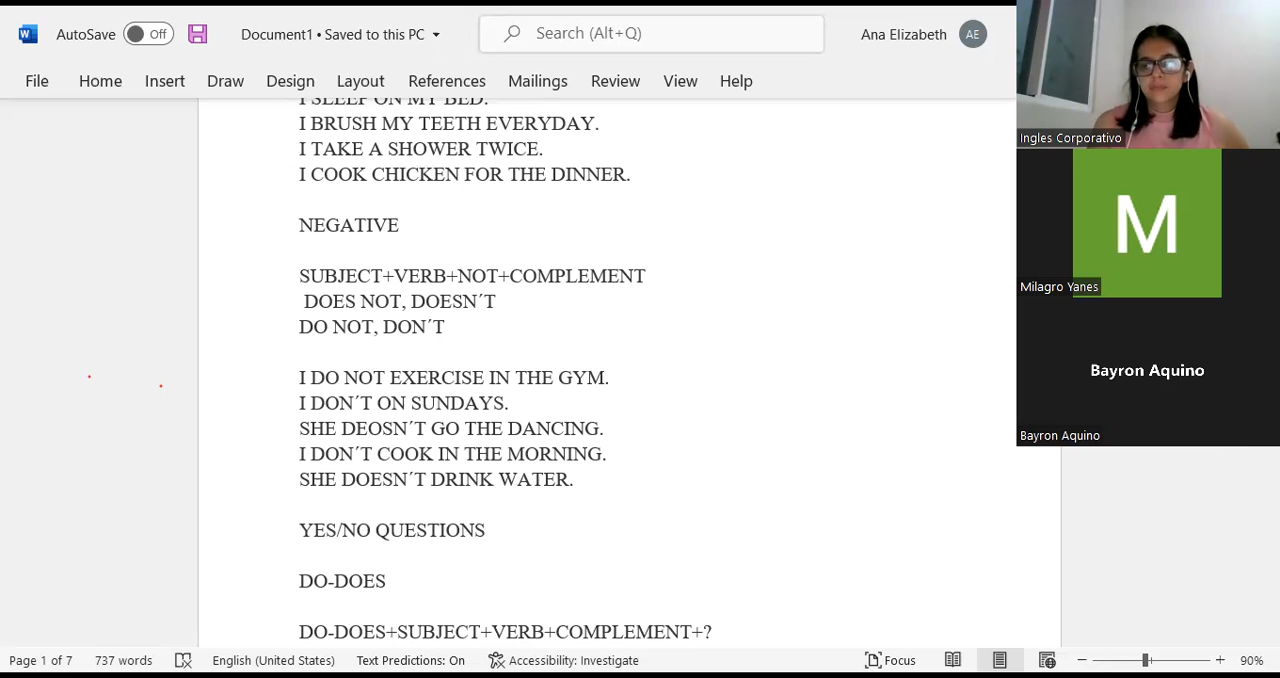 AutoSave Off Document1 • Saved to this PC Search (Alt+Q) Ana Elizabeth AE
File Home Insert Draw Design Layout References Mailings Review View Help
I SLEEP ON MY BED.
I BRUSH MY TEETH EVERYDAY.
I TAKE A SHOWER TWICE.
I COOK CHICKEN FOR THE DINNER.
NEGATIVE
SUBJECT+VERB+NOT+COMPLEMENT
DOES NOT, DOESN´T
DO NOT, DON´T
I DO NOT EXERCISE IN THE GYM.
I DON´T ON SUNDAYS.
SHE DEOSN´T GO THE DANCING.
I DON´T COOK IN THE MORNING.
SHE DOESN´T DRINK WATER.
YES/NO QUESTIONS
DO-DOES
DO-DOES+SUBJECT+VERB+COMPLEMENT+?
Ingles Corporativo
M
Milagro Yanes
Bayron Aquino
Bayron Aquino
Page 1 of 7 737 words English (United States) Text Predictions: On Accessibility: Investigate Focus 90%